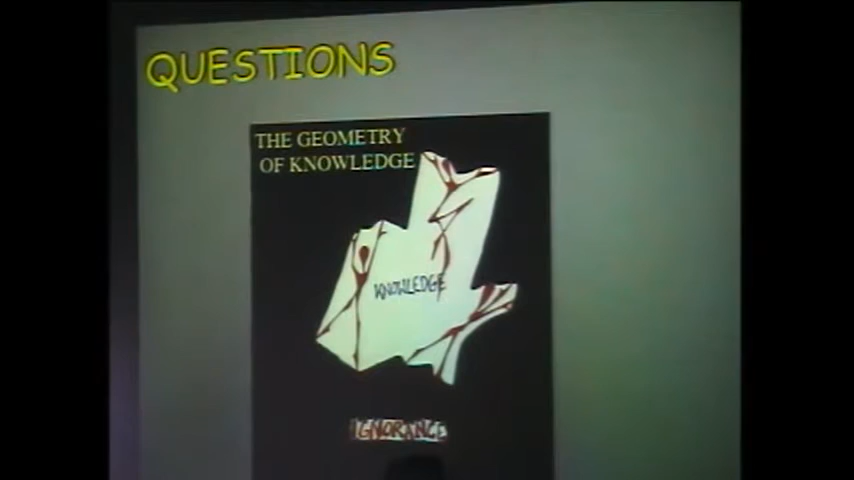 QUESTIONS
THE GEOMETRY
OF KNOWLEDGE
KNOWLEDGE
IGNORANCE